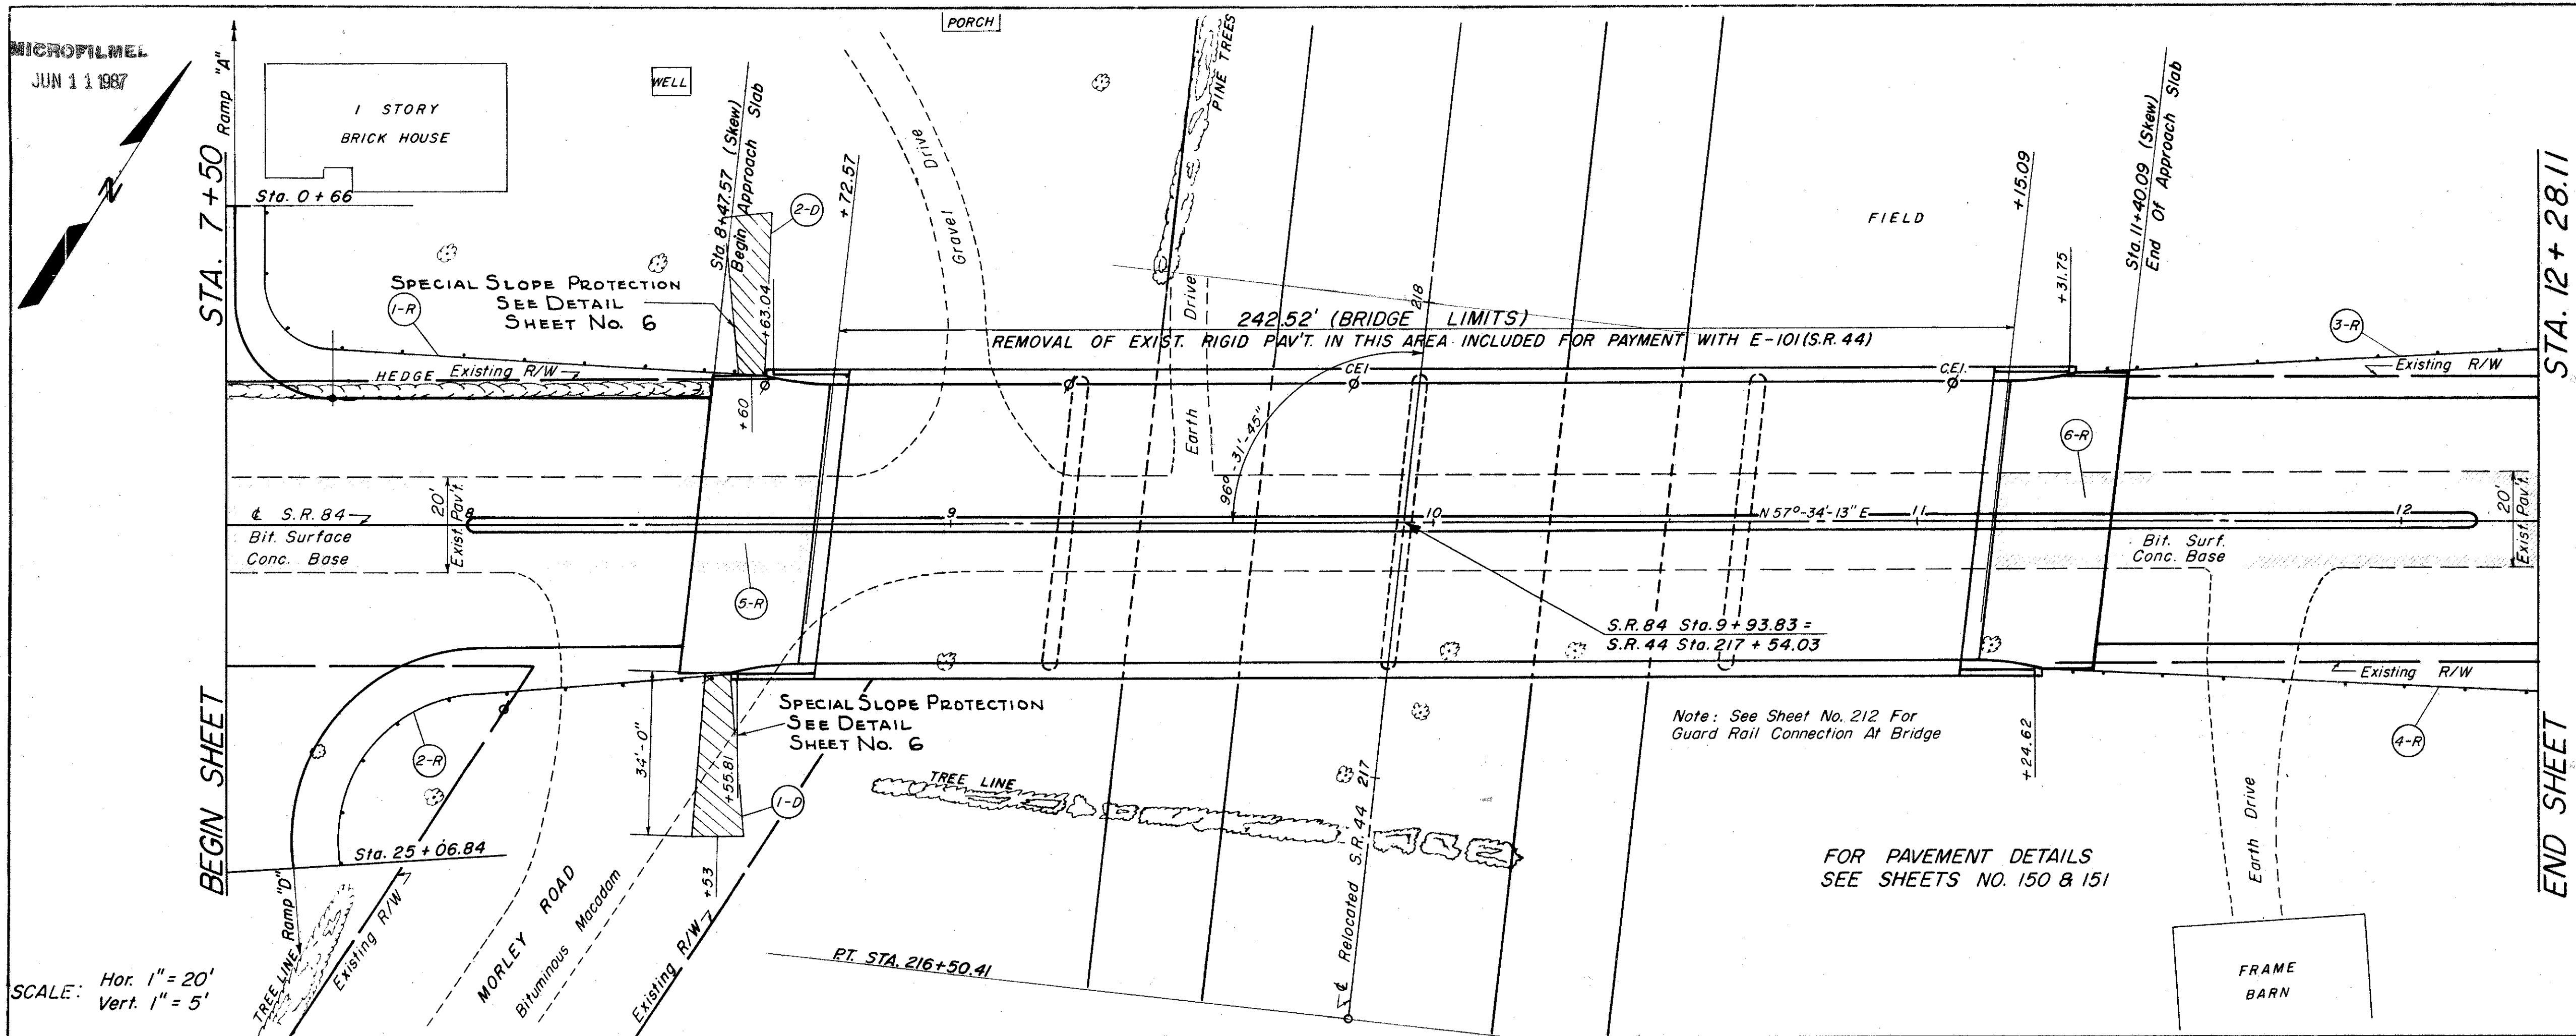 MICROFILMED
JUN 11 1987
N
STA. 7+50
Ramp "A"
1 STORY
BRICK HOUSE
Sta. 0+66
WELL
PORCH
Sta. 8+47.57 (Skew)
Begin Approach Slab
2-D
+72.57
Gravel Drive
PINE TREES
FIELD
+15.09
Sta. 11+40.09 (Skew)
End Of Approach Slab
+31.75
STA. 12+28.11
SPECIAL SLOPE PROTECTION
SEE DETAIL
SHEET No. 6
1-R
+63.04
Earth Drive
218
242.52' (BRIDGE LIMITS)
REMOVAL OF EXIST. RIGID PAV'T. IN THIS AREA INCLUDED FOR PAYMENT WITH E-101 (S.R. 44)
3-R
HEDGE
Existing R/W
C.E.I.
C.E.I.
Existing R/W
+60
Earth
96°-31'-45"
6-R
20'
Exist. Pav't.
℄ S.R. 84
Bit. Surface
Conc. Base
8
9
10
N 57°-34'-13" E
11
12
20'
Exist. Pav't.
Bit. Surf.
Conc. Base
5-R
S.R. 84 Sta. 9+93.83 =
S.R. 44 Sta. 217+54.03
Existing R/W
BEGIN SHEET
END SHEET
SPECIAL SLOPE PROTECTION
SEE DETAIL
SHEET No. 6
34'-0"
+55.81
1-D
2-R
Note: See Sheet No. 212 For
Guard Rail Connection At Bridge
+24.62
4-R
TREE LINE
217
Sta. 25+06.84
Ramp "D"
TREE LINE
Existing R/W
MORLEY ROAD
Bituminous Macadam
+53
Existing R/W
P.T. STA. 216+50.41
℄ Relocated S.R. 44
FOR PAVEMENT DETAILS
SEE SHEETS NO. 150 & 151
Earth Drive
FRAME
BARN
SCALE: Hor. 1" = 20'
Vert. 1" = 5'